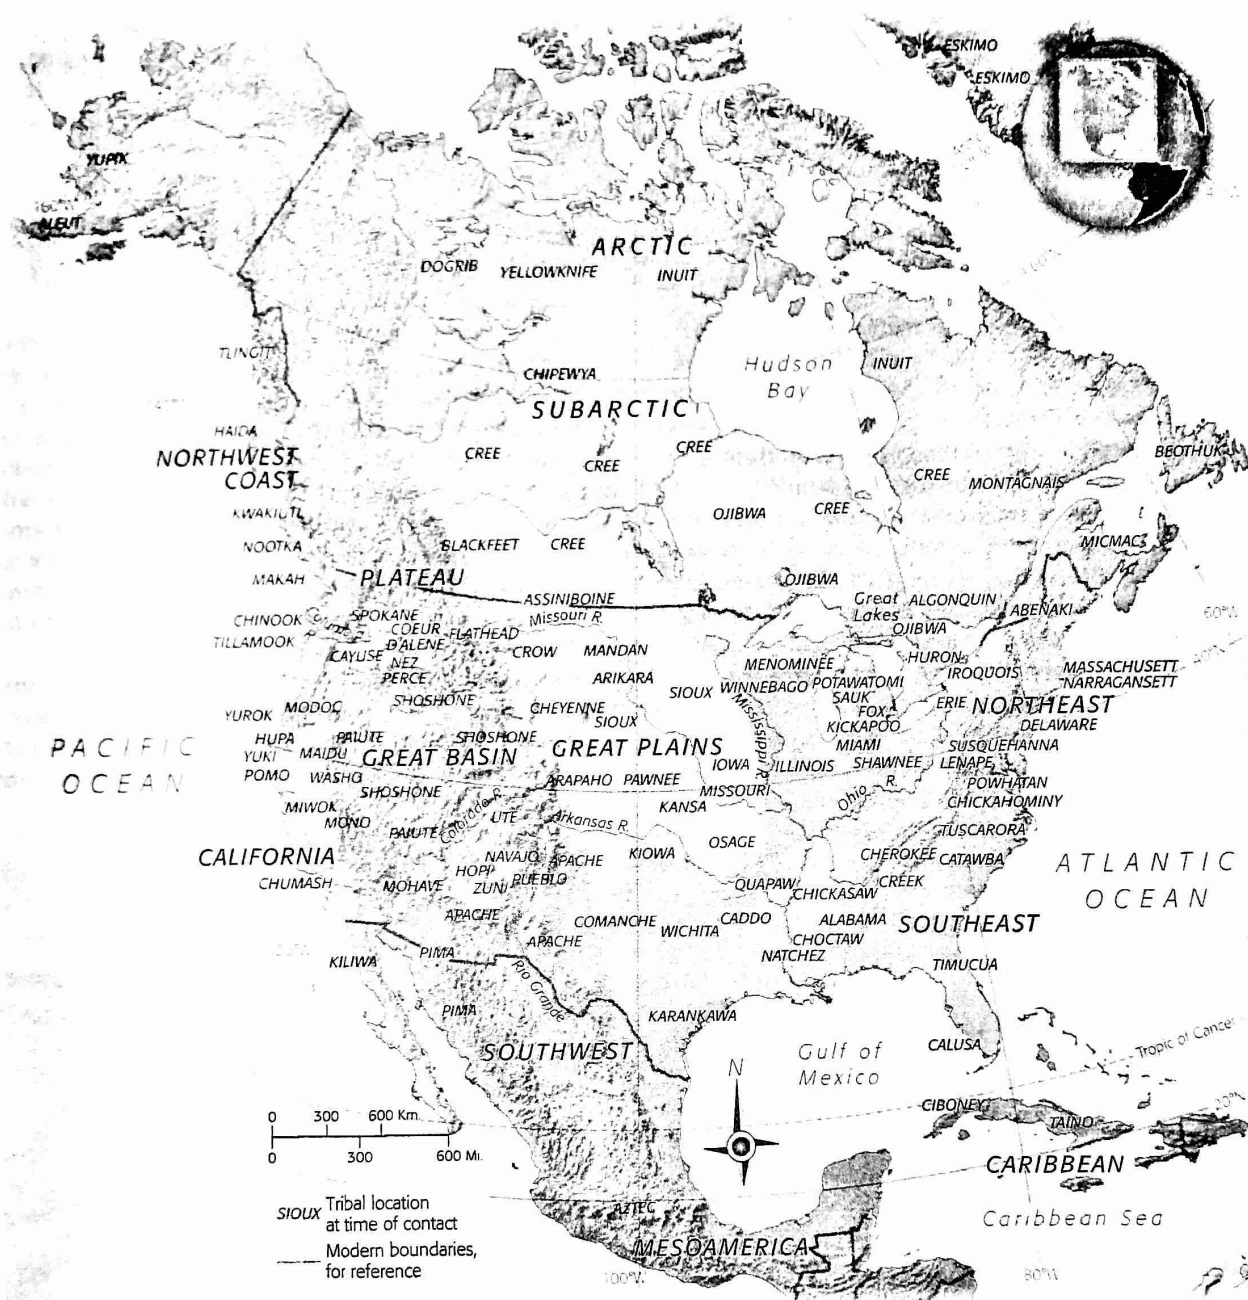 ESKIMO
ESKIMO
YUPIK
ALEUT
ARCTIC
DOGRIB
YELLOWKNIFE
INUIT
TLINGIT
Hudson
Bay
INUIT
CHIPEWYA
SUBARCTIC
HAIDA
NORTHWEST
COAST
CREE
CREE
CREE
CREE
BEOTHUK
MONTAGNAIS
KWAKIUTL
OJIBWA
CREE
NOOTKA
BLACKFEET
CREE
MICMAC
MAKAH
PLATEAU
OJIBWA
ASSINIBOINE
Great
Lakes
ALGONQUIN
ABENAKI
60°W
CHINOOK
SPOKANE
Missouri R.
OJIBWA
TILLAMOOK
COEUR
D'ALENE
FLATHEAD
CAYUSE
NEZ
PERCE
CROW
MANDAN
MENOMINEE
HURON
IROQUOIS
MASSACHUSETT
NARRAGANSETT
40°N
ARIKARA
SIOUX
WINNEBAGO
POTAWATOMI
SAUK
FOX
ERIE
NORTHEAST
SHOSHONE
MODOC
CHEYENNE
YUROK
SIOUX
Mississippi R.
KICKAPOO
DELAWARE
PACIFIC
OCEAN
HUPA
PAIUTE
SHOSHONE
MIAMI
SUSQUEHANNA
YUKI
MAIDU
GREAT BASIN
GREAT PLAINS
IOWA
ILLINOIS
SHAWNEE
LENAPE
POMO
WASHO
ARAPAHO
PAWNEE
MISSOURI
POWHATAN
SHOSHONE
KANSA
Ohio
R.
CHICKAHOMINY
MIWOK
MONO
PAIUTE
Colorado R.
UTE
Arkansas R.
TUSCARORA
OSAGE
CALIFORNIA
NAVAJO
APACHE
KIOWA
CHEROKEE
CATAWBA
ATLANTIC
OCEAN
CHUMASH
MOHAVE
HOPI
ZUNI
PUEBLO
QUAPAW
CHICKASAW
CREEK
APACHE
COMANCHE
WICHITA
CADDO
ALABAMA
SOUTHEAST
APACHE
CHOCTAW
NATCHEZ
KILIWA
PIMA
Rio Grande
TIMUCUA
PIMA
KARANKAWA
SOUTHWEST
Gulf of
Mexico
CALUSA
Tropic of Cancer
N
CIBONEY
TAINO
20°N
CARIBBEAN
Caribbean Sea
0 300 600 Km.
0 300 600 Mi.
SIOUX Tribal location
at time of contact
Modern boundaries,
for reference
AZTEC
MESOAMERICA
100°W
80°W